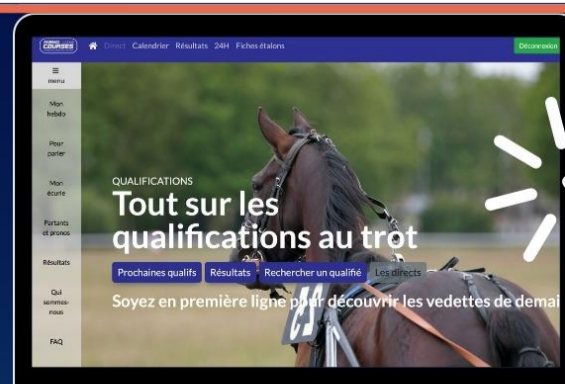 COURSES
Direct Calendrier Résultats 24H Fiches étalons
Déconnexion
menu
Mon
hebdo
Pour
parier
Mon
écurie
Partants
et pronos
Résultats
Qui
sommes-
nous
FAQ
QUALIFICATIONS
Tout sur les
qualifications au trot
Prochaines qualifs Résultats Rechercher un qualifié Les directs
Soyez en première ligne pour découvrir les vedettes de demai